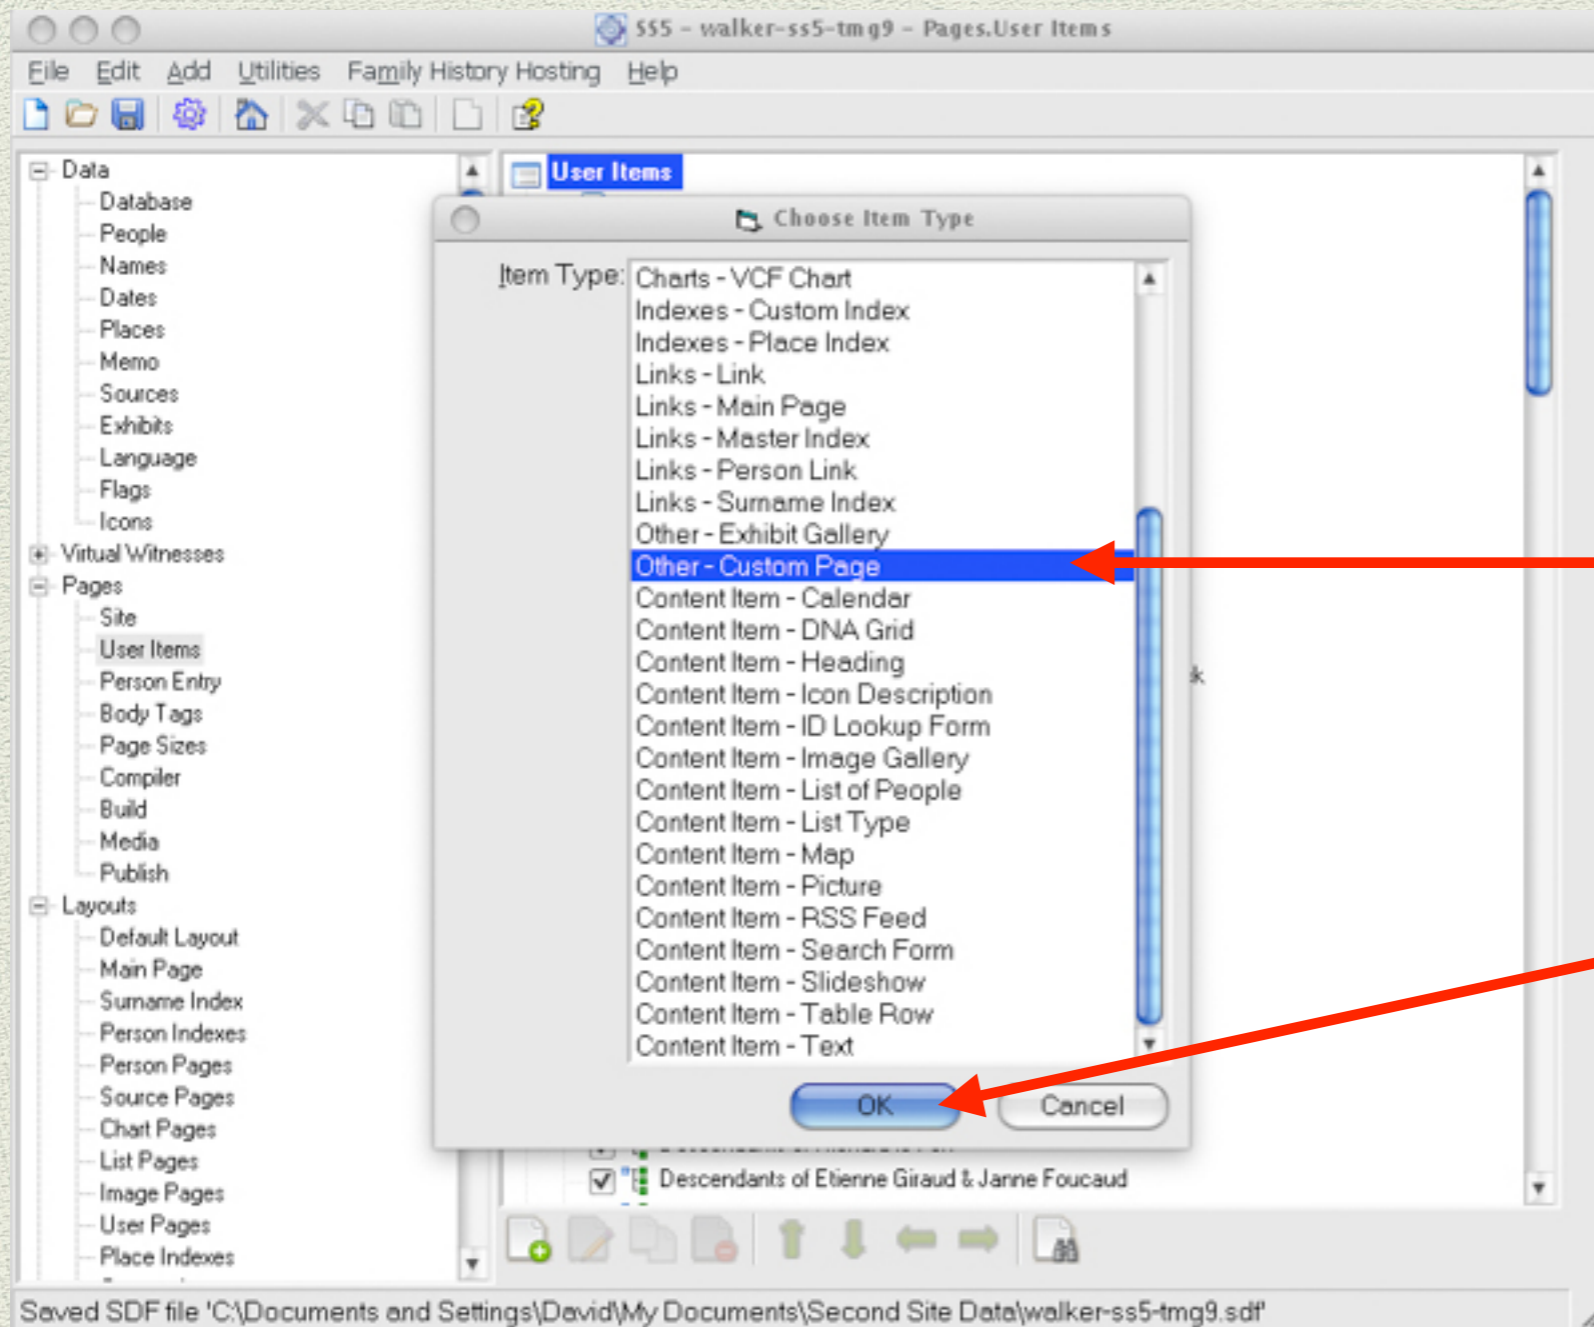 SS5 - walker-ss5-tmg9 - Pages.User Items
File Edit Add Utilities Family History Hosting Help
Data
Database
People
Names
Dates
Places
Memo
Sources
Exhibits
Language
Flags
Icons
Virtual Witnesses
Pages
Site
User Items
Person Entry
Body Tags
Page Sizes
Compiler
Build
Media
Publish
Layouts
Default Layout
Main Page
Surname Index
Person Indexes
Person Pages
Source Pages
Chart Pages
List Pages
Image Pages
User Pages
Place Indexes
User Items
Choose Item Type
Item Type:
Charts - VCF Chart
Indexes - Custom Index
Indexes - Place Index
Links - Link
Links - Main Page
Links - Master Index
Links - Person Link
Links - Surname Index
Other - Exhibit Gallery
Other - Custom Page
Content Item - Calendar
Content Item - DNA Grid
Content Item - Heading
Content Item - Icon Description
Content Item - ID Lookup Form
Content Item - Image Gallery
Content Item - List of People
Content Item - List Type
Content Item - Map
Content Item - Picture
Content Item - RSS Feed
Content Item - Search Form
Content Item - Slideshow
Content Item - Table Row
Content Item - Text
OK Cancel
k
Descendants of Etienne Giraud & Janne Foucaud
Saved SDF file 'C:\Documents and Settings\David\My Documents\Second Site Data\walker-ss5-tmg9.sdf'